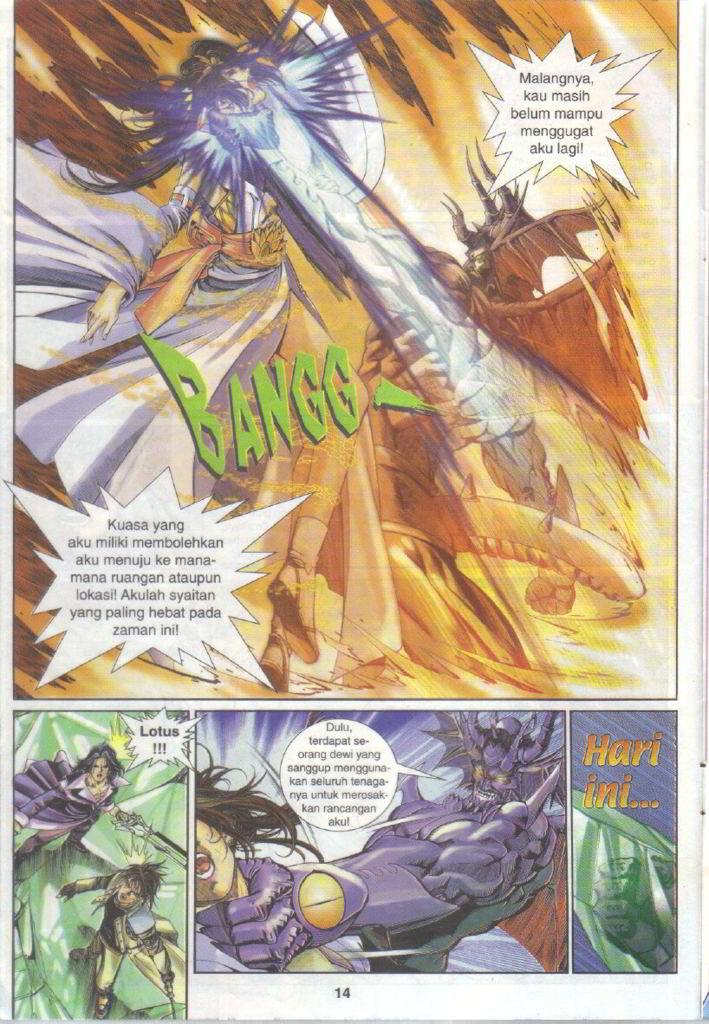 Malangnya,
kau masih
belum mampu
menggugat
aku lagi!
BANGG
Kuasa yang
aku miliki membolehkan
aku menuju ke mana-
mana ruangan ataupun
lokasi! Akulah syaitan
yang paling hebat pada
zaman ini!
Lotus
!!!
Dulu,
terdapat se-
orang dewi yang
sanggup mengguna-
kan seluruh tenaga-
nya untuk merosak-
kan rancangan
aku!
Hari
ini...
14